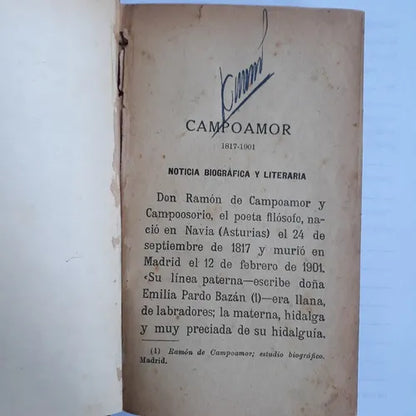 CAMPOAMOR
1817-1901
NOTICIA BIOGRÁFICA Y LITERARIA
Don Ramón de Campoamor y
Campoosorio, el poeta filósofo, na-
ció en Navia (Asturias) el 24 de
septiembre de 1817 y murió en
Madrid el 12 de febrero de 1901.
«Su línea paterna—escribe doña
Emilia Pardo Bazán (1)—era llana,
de labradores; la materna, hidalga
y muy preciada de su hidalguía.
(1) Ramón de Campoamor; estudio biográfico.
Madrid.